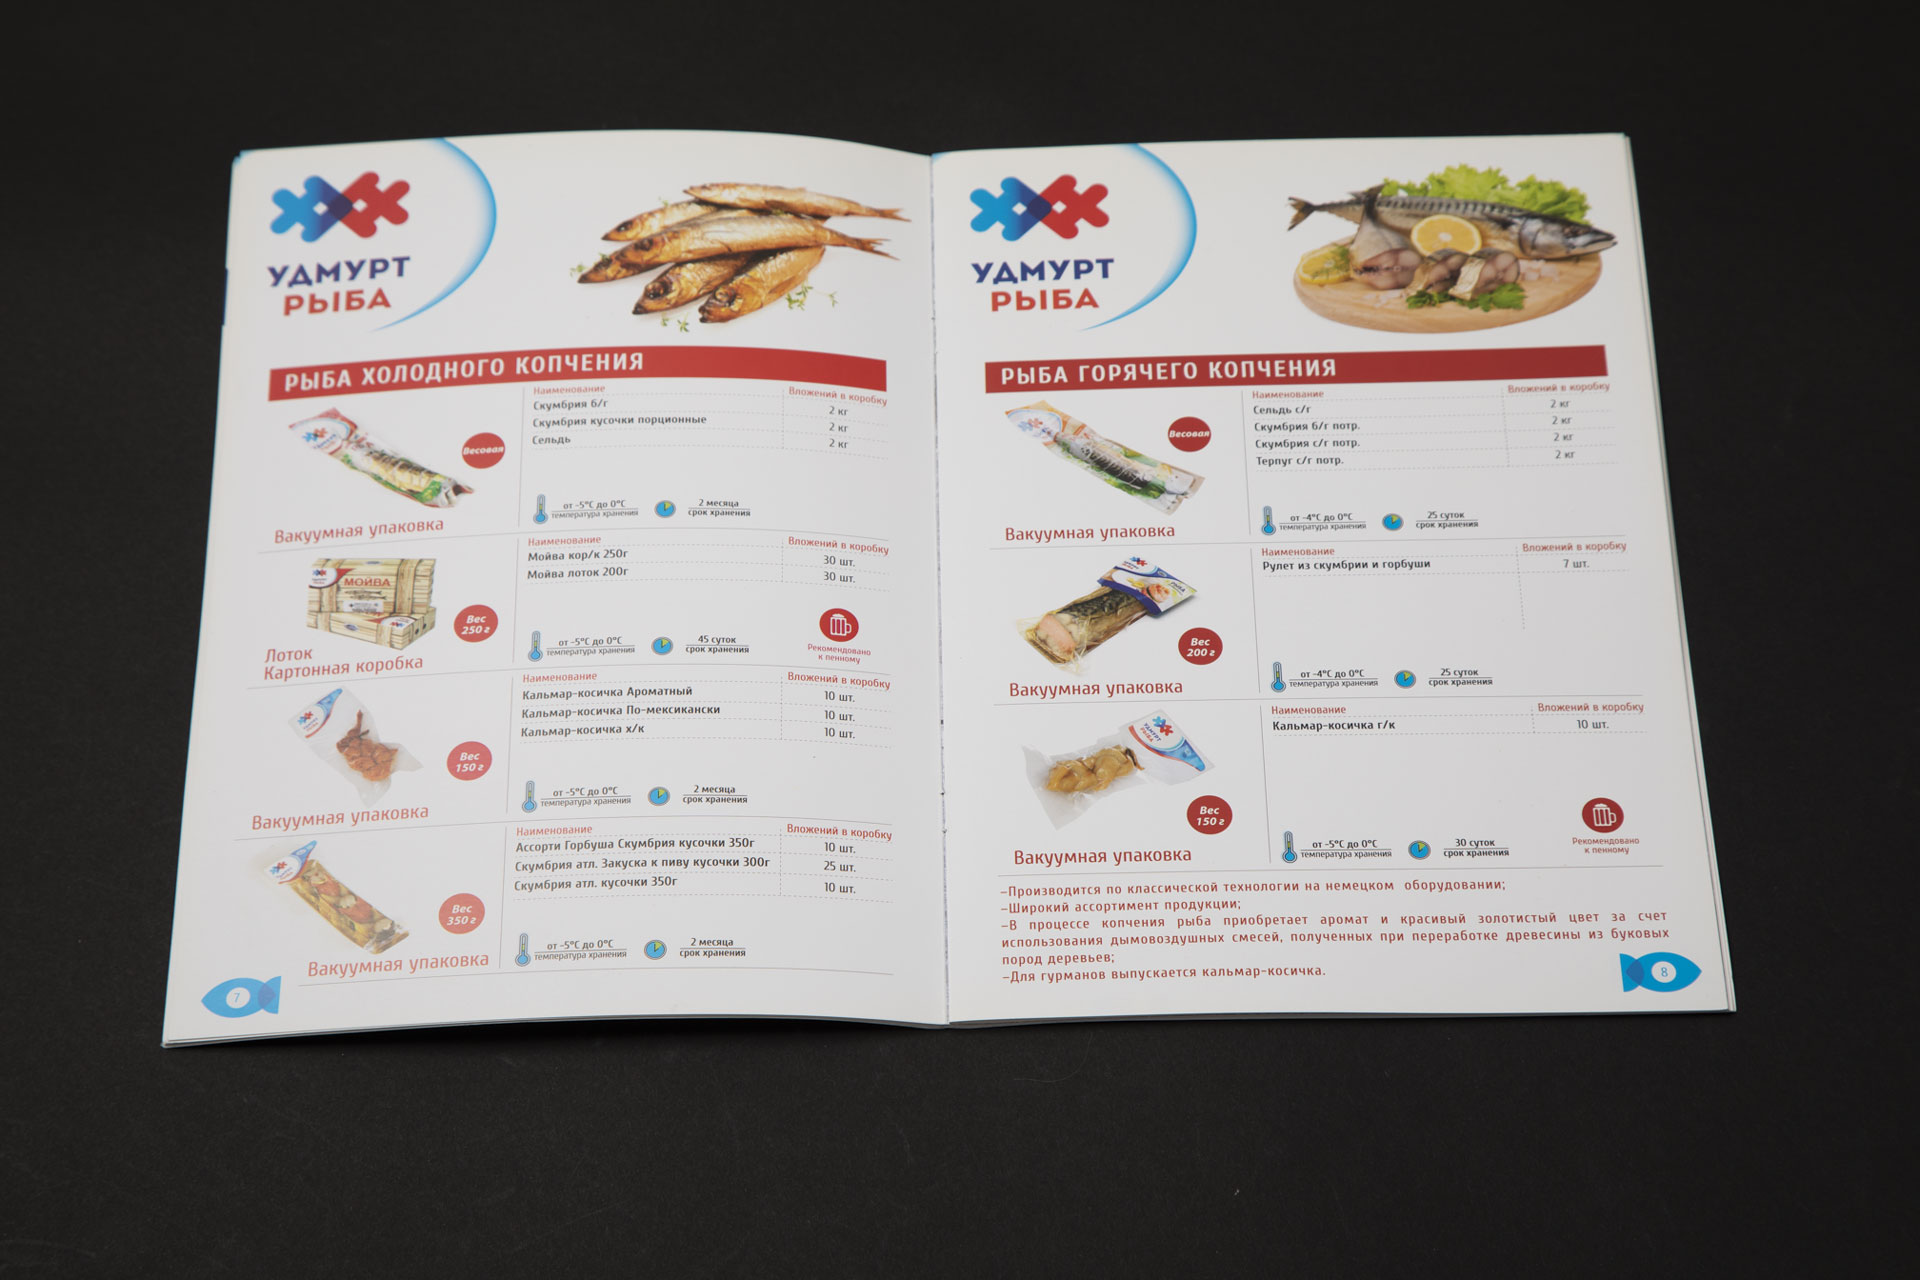 УДМУРТ
РЫБА
РЫБА ХОЛОДНОГО КОПЧЕНИЯ
Наименование Вложений в коробку
Скумбрия б/г 2 кг
Скумбрия кусочки порционные 2 кг
Сельдь 2 кг
Весовая
от -5°C до 0°C 2 месяца
температура хранения срок хранения
Вакуумная упаковка
Наименование Вложений в коробку
Мойва кор/к 250г 30 шт.
Мойва лоток 200г 30 шт.
МОЙВА
Вес
250 г
от -5°C до 0°C 45 суток
температура хранения срок хранения
Рекомендовано
к пенному
Лоток
Картонная коробка
Наименование Вложений в коробку
Кальмар-косичка Ароматный 10 шт.
Кальмар-косичка По-мексикански 10 шт.
Кальмар-косичка х/к 10 шт.
Вес
150 г
от -5°C до 0°C 2 месяца
температура хранения срок хранения
Вакуумная упаковка
Наименование Вложений в коробку
Ассорти Горбуша Скумбрия кусочки 350г 10 шт.
Скумбрия атл. Закуска к пиву кусочки 300г 25 шт.
Скумбрия атл. кусочки 350г 10 шт.
Вес
350 г
от -5°C до 0°C 2 месяца
температура хранения срок хранения
Вакуумная упаковка
7
УДМУРТ
РЫБА
РЫБА ГОРЯЧЕГО КОПЧЕНИЯ
Наименование Вложений в коробку
Сельдь с/г 2 кг
Скумбрия б/г потр. 2 кг
Скумбрия с/г потр. 2 кг
Терпуг с/г потр. 2 кг
Весовая
от -4°C до 0°C 25 суток
температура хранения срок хранения
Вакуумная упаковка
Наименование Вложений в коробку
Рулет из скумбрии и горбуши 7 шт.
Вес
200 г
от -4°C до 0°C 25 суток
температура хранения срок хранения
Вакуумная упаковка
Наименование Вложений в коробку
Кальмар-косичка г/к 10 шт.
УДМУРТ
РЫБА
Вес
150 г
от -5°C до 0°C 30 суток
температура хранения срок хранения
Рекомендовано
к пенному
Вакуумная упаковка
-Производится по классической технологии на немецком оборудовании;
-Широкий ассортимент продукции;
-В процессе копчения рыба приобретает аромат и красивый золотистый цвет за счет
использования дымовоздушных смесей, полученных при переработке древесины из буковых
пород деревьев;
-Для гурманов выпускается кальмар-косичка.
8